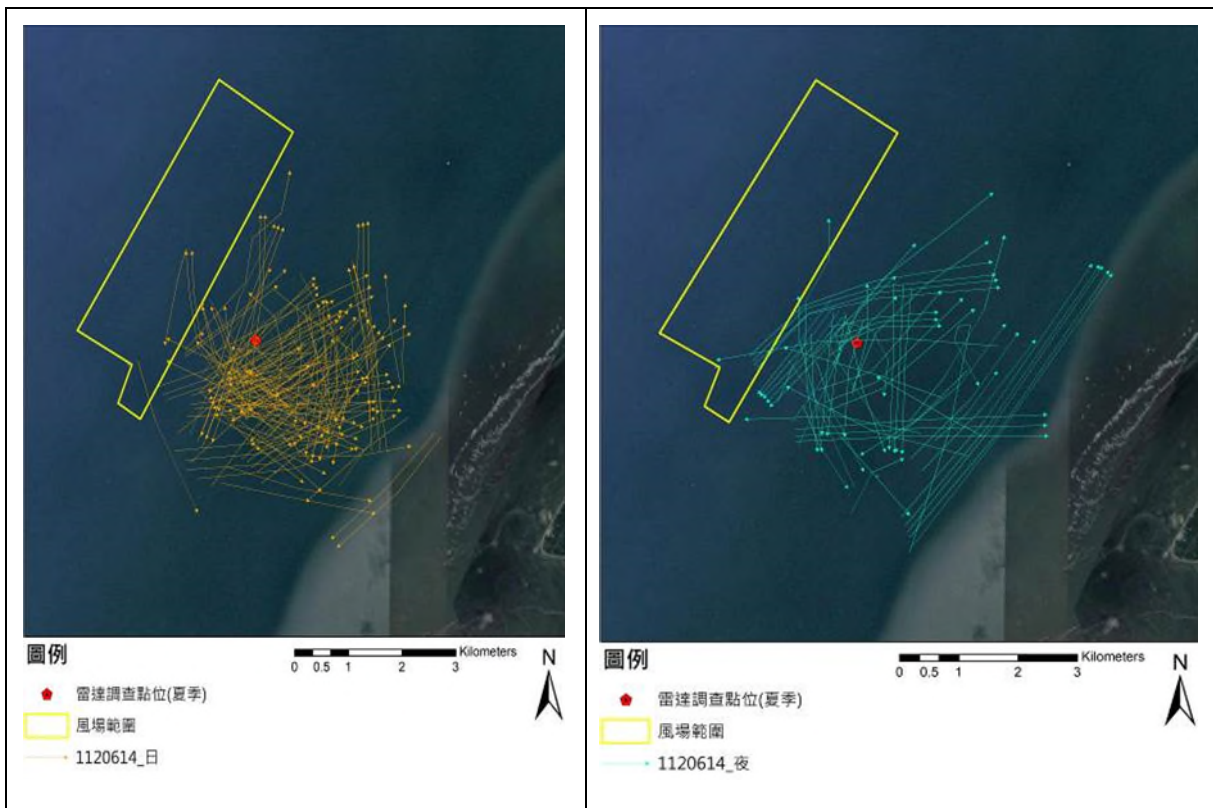 圖例
0 0.5 1 2 3 Kilometers
N
雷達調查點位(夏季)
風場範圍
1120614_日
圖例
0 0.5 1 2 3 Kilometers
N
雷達調查點位(夏季)
風場範圍
1120614_夜